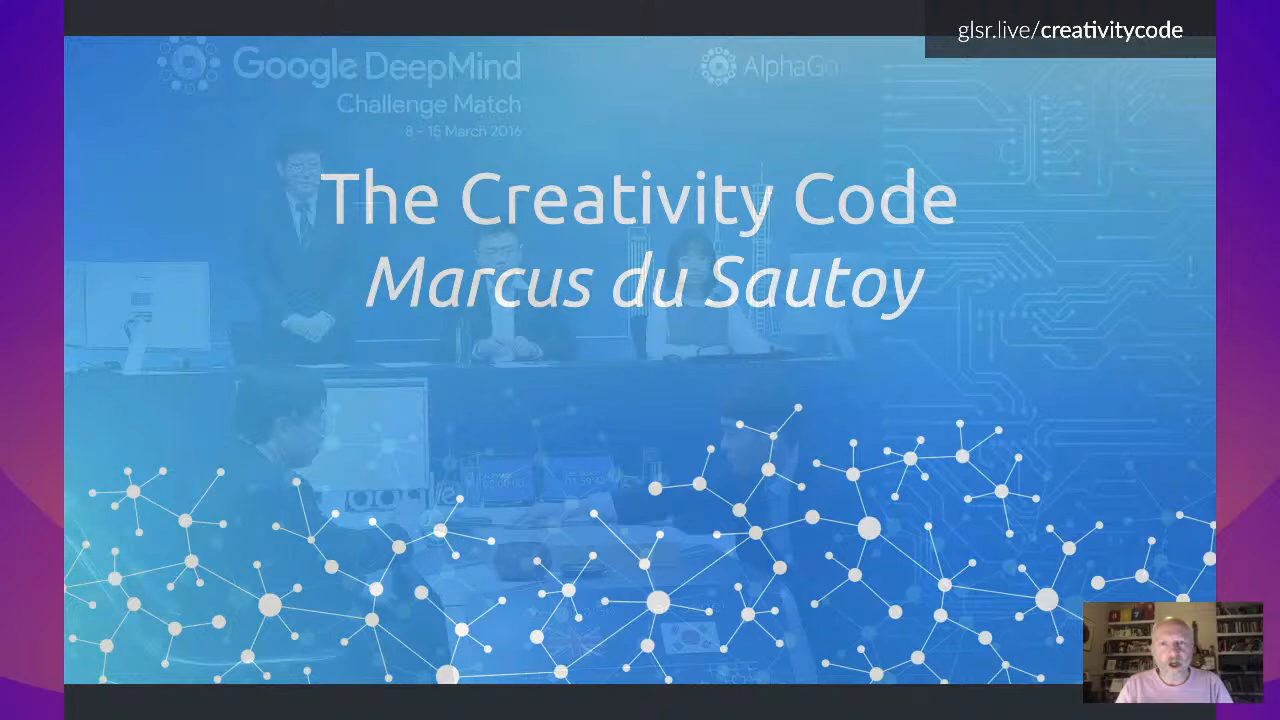 glsr.live/creativitycode
Google DeepMind
AlphaGo
Challenge Match
8 - 15 March 2016
The Creativity Code
Marcus du Sautoy